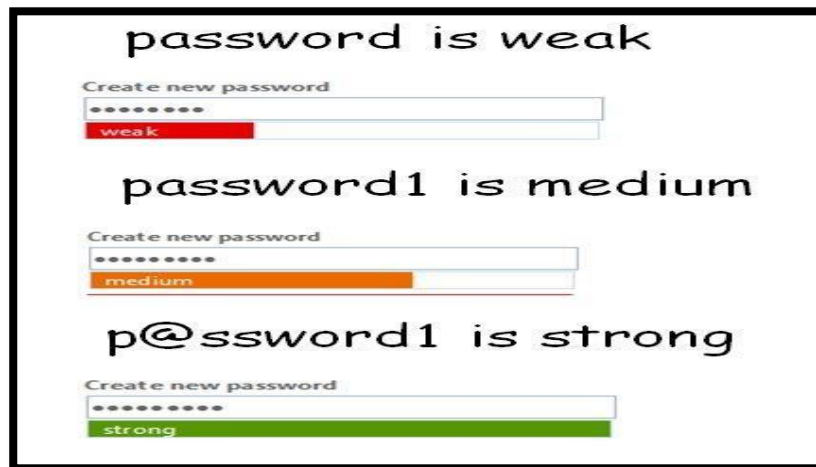 password is weak
Create new password
weak
password1 is medium
Create new password
medium
p@ssword1 is strong
Create new password
strong